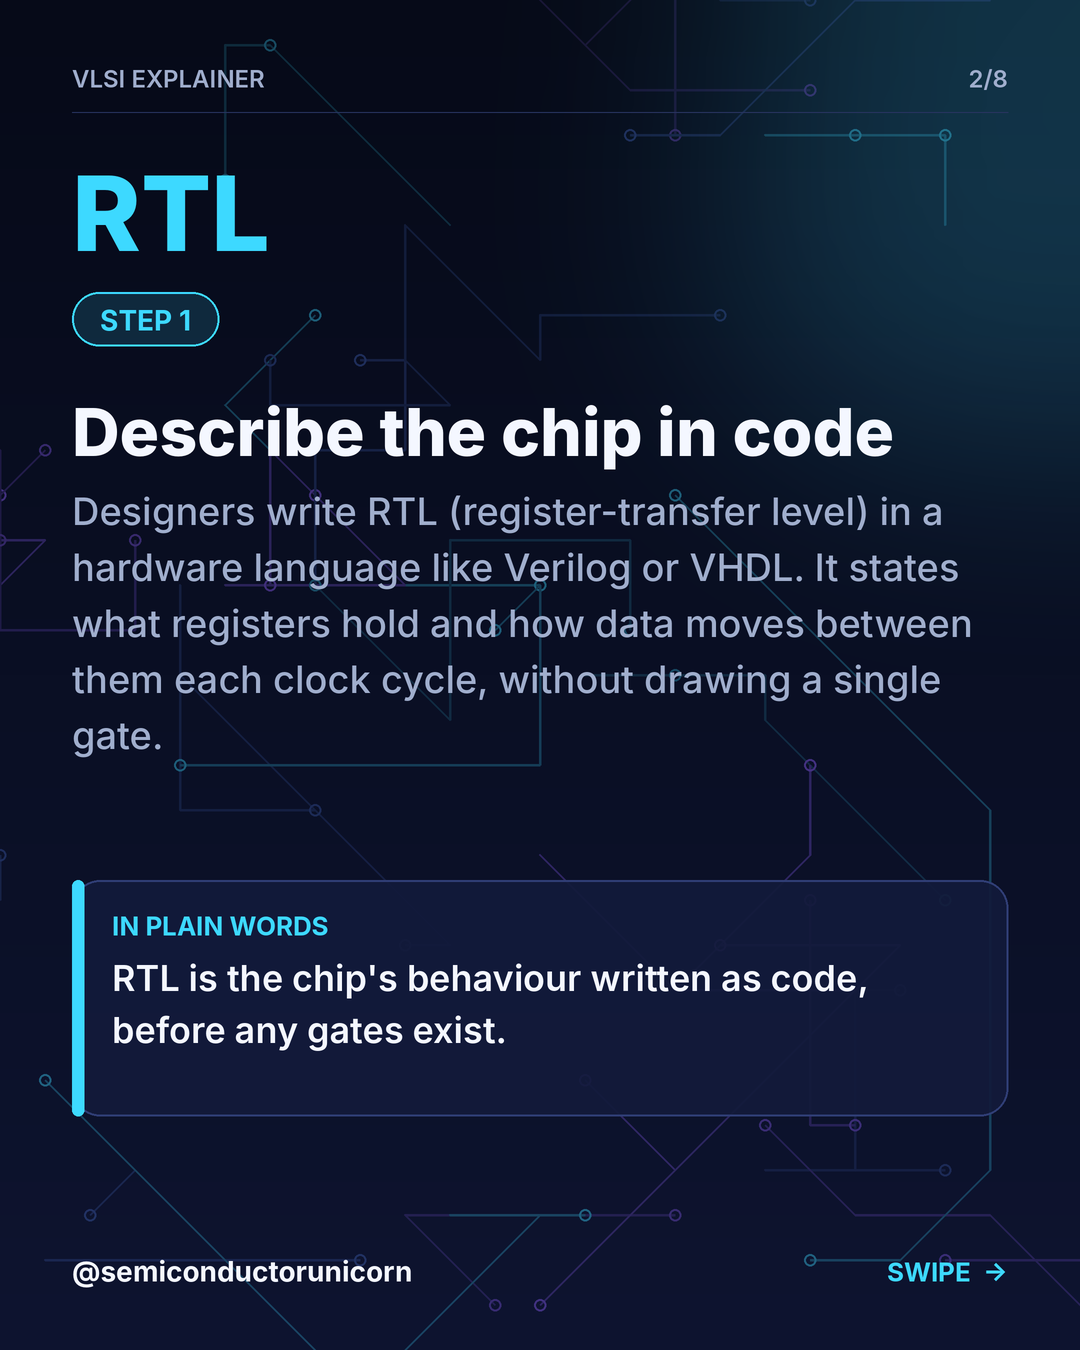 VLSI EXPLAINER
2/8
RTL
STEP 1
Describe the chip in code
Designers write RTL (register-transfer level) in a
hardware language like Verilog or VHDL. It states
what registers hold and how data moves between
them each clock cycle, without drawing a single
gate.
IN PLAIN WORDS
RTL is the chip's behaviour written as code,
before any gates exist.
@semiconductorunicorn
SWIPE →